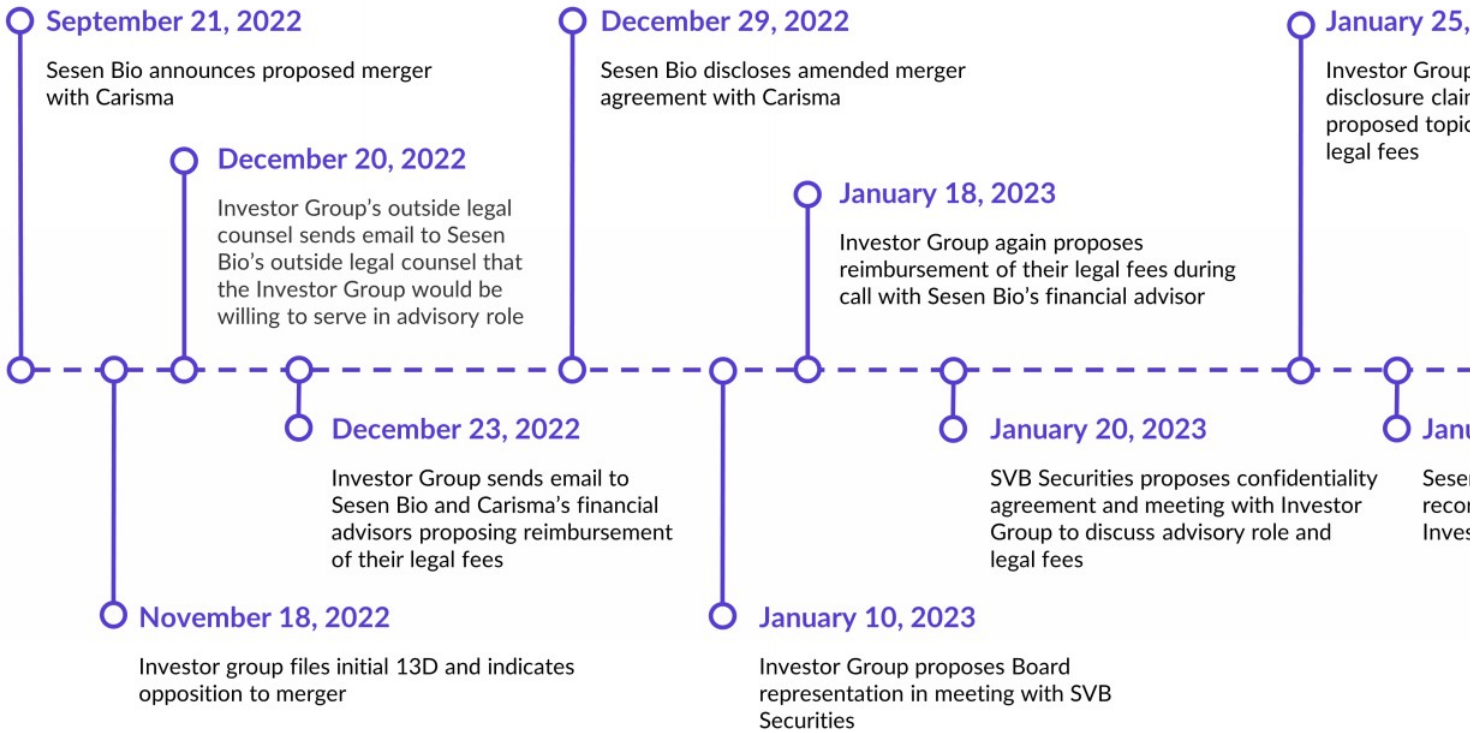 September 21, 2022
Sesen Bio announces proposed merger
with Carisma
December 20, 2022
Investor Group's outside legal
counsel sends email to Sesen
Bio's outside legal counsel that
the Investor Group would be
willing to serve in advisory role
December 29, 2022
Sesen Bio discloses amended merger
agreement with Carisma
January 18, 2023
Investor Group again proposes
reimbursement of their legal fees during
call with Sesen Bio's financial advisor
January 25,
Investor Group
disclosure
proposed
legal fees
December 23, 2022
Investor Group sends email to
Sesen Bio and Carisma's financial
advisors proposing reimbursement
of their legal fees
November 18, 2022
Investor group files initial 13D and indicates
opposition to merger
January 20, 2023
SVB Securities proposes confidentiality
agreement and meeting with Investor
Group to discuss advisory role and
legal fees
January 10, 2023
Investor Group proposes Board
representation in meeting with SVB
Securities